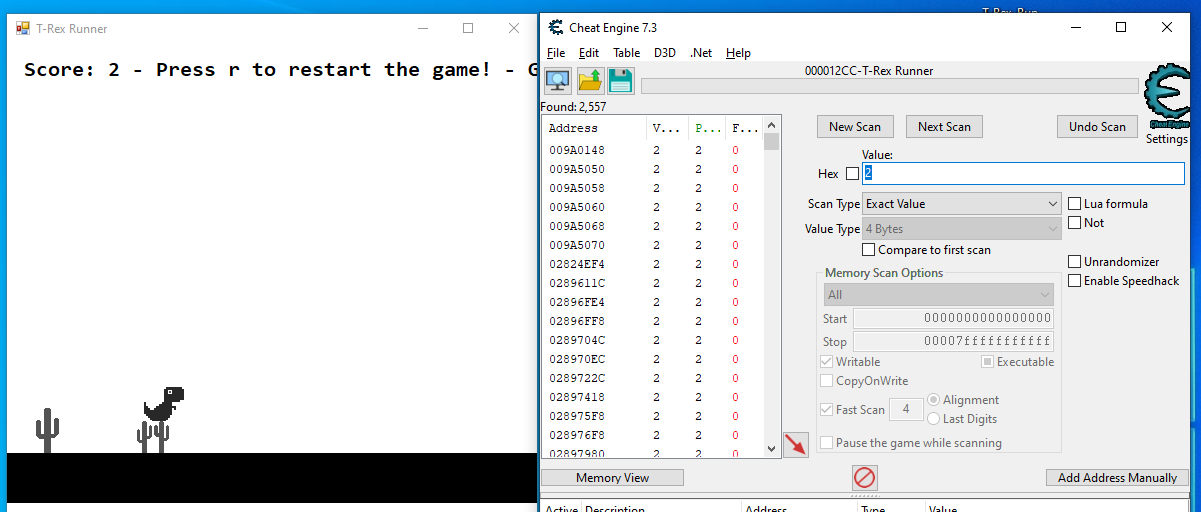 T-Rex Runner
Score: 2 - Press r to restart the game! - G
Cheat Engine 7.3
File Edit Table D3D .Net Help
000012CC-T-Rex Runner
Found: 2,557
Address V... P... F...
009A0148 2 2 0
009A5050 2 2 0
009A5058 2 2 0
009A5060 2 2 0
009A5068 2 2 0
009A5070 2 2 0
02824EF4 2 2 0
0289611C 2 2 0
02896FE4 2 2 0
02896FF8 2 2 0
0289704C 2 2 0
028970EC 2 2 0
0289722C 2 2 0
02897418 2 2 0
028975F8 2 2 0
028976F8 2 2 0
02897980 2 2 0
New Scan Next Scan Undo Scan
Cheat Engine
Settings
Value:
Hex 2
Scan Type Exact Value
Value Type 4 Bytes
Compare to first scan
Lua formula
Not
Unrandomizer
Enable Speedhack
Memory Scan Options
All
Start 0000000000000000
Stop 00007fffffffffff
Writable Executable
CopyOnWrite
Fast Scan 4 Alignment
Last Digits
Pause the game while scanning
Memory View Add Address Manually
Active Description Address Type Value